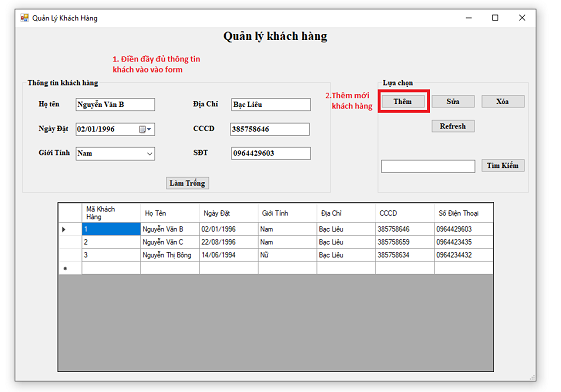 Quản Lý Khách Hàng
Quản lý khách hàng
1. Điền đầy đủ thông tin
khách vào vào form
Thông tin khách hàng
Họ tên Nguyễn Văn B Địa Chỉ Bạc Liêu
Ngày Đặt 02/01/1996 CCCD 385758646
Giới Tính Nam SĐT 0964429603
Làm Trống
Lựa chọn
2.Thêm mới
khách hàng
Thêm Sửa Xóa
Refresh
Tìm Kiếm
Mã Khách
Hàng Họ Tên Ngày Đặt Giới Tính Địa Chỉ CCCD Số Điện Thoại
1 Nguyễn Văn B 02/01/1996 Nam Bạc Liêu 385758646 0964429603
2 Nguyễn Văn C 22/08/1996 Nam Bạc Liêu 385758659 0964423435
3 Nguyễn Thị Bông 14/06/1994 Nữ Bạc Liêu 385758634 0964234432